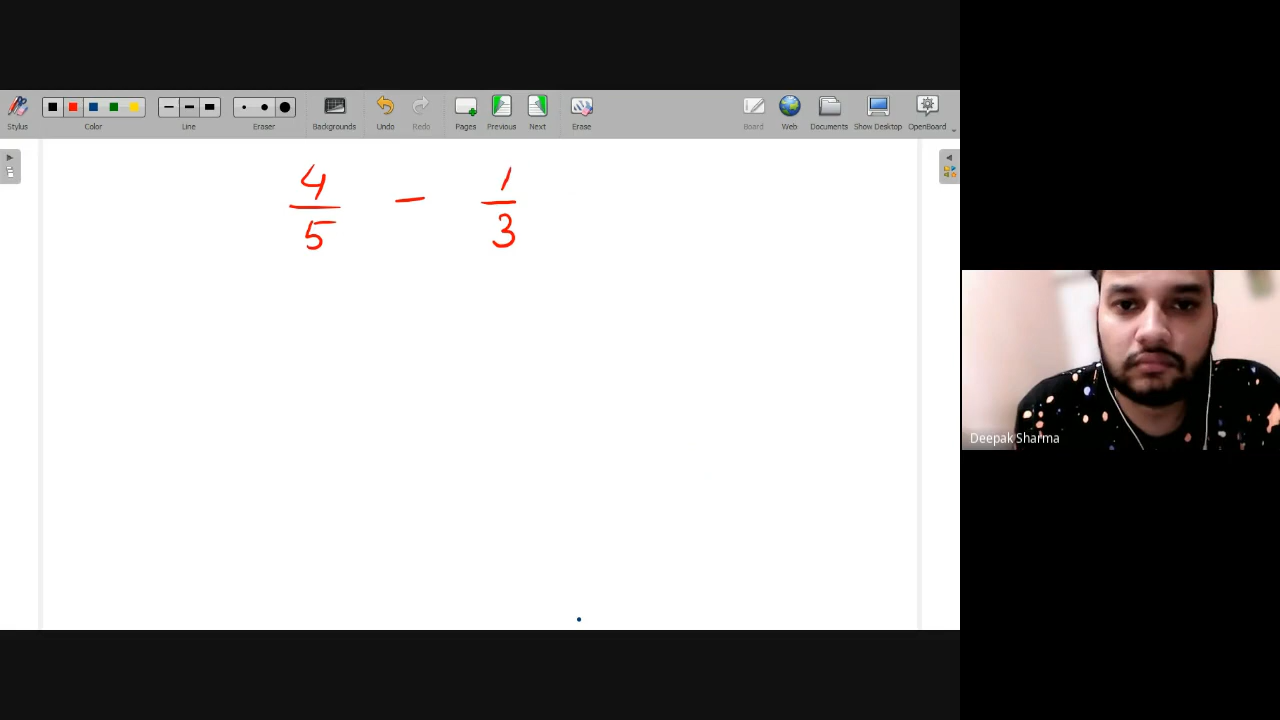 Stylus Color Line Eraser Backgrounds Undo Redo Pages Previous Next Erase Board Web Documents Show Desktop OpenBoard
4/5 - 1/3
Deepak Sharma